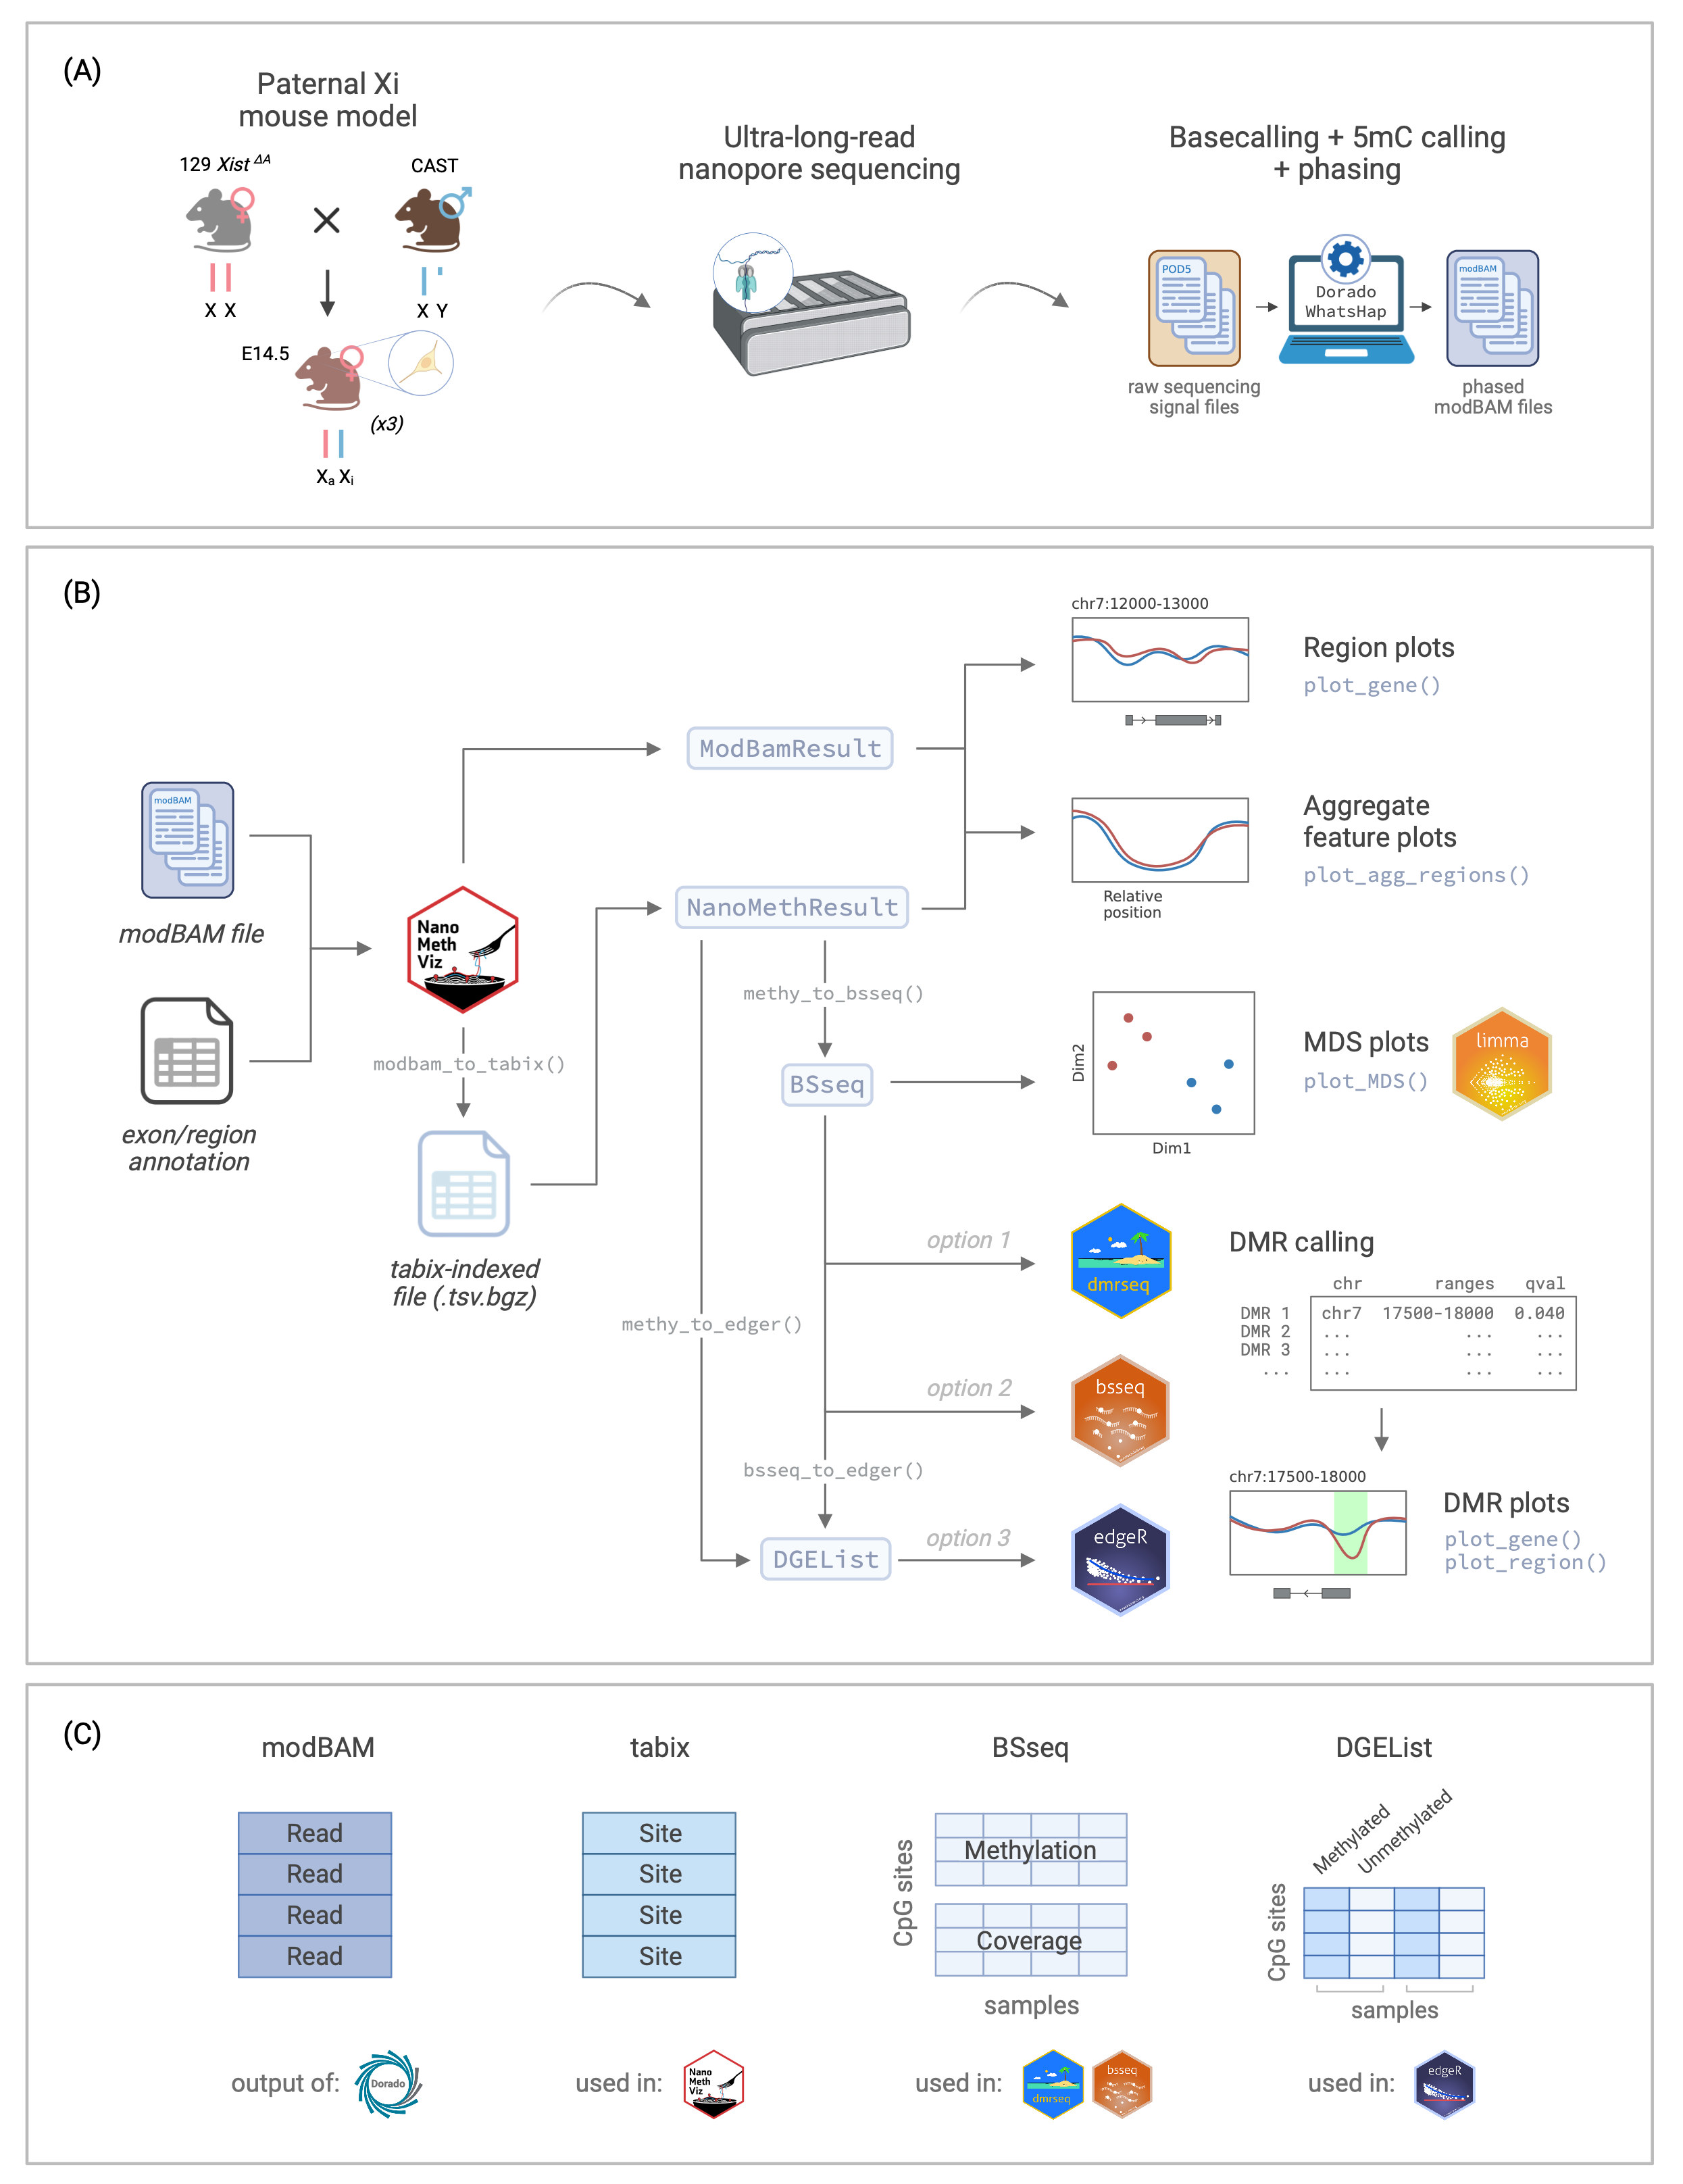 (A)
Paternal Xi
mouse model
129 Xist ΔA
CAST
X X
X Y
E14.5
(x3)
Xa Xi
Ultra-long-read
nanopore sequencing
Basecalling + 5mC calling
+ phasing
POD5
Dorado
WhatsHap
modBAM
raw sequencing
signal files
phased
modBAM files
(B)
modBAM
modBAM file
exon/region
annotation
Nano
Meth
Viz
modbam_to_tabix()
tabix-indexed
file (.tsv.bgz)
ModBamResult
NanoMethResult
methy_to_bsseq()
BSseq
methy_to_edger()
bsseq_to_edger()
DGEList
option 1
option 2
option 3
chr7:12000-13000
Region plots
plot_gene()
Relative
position
Aggregate
feature plots
plot_agg_regions()
Dim2
Dim1
MDS plots
plot_MDS()
limma
dmrseq
bsseq
edgeR
DMR calling
chr ranges qval
DMR 1 chr7 17500-18000 0.040
DMR 2 ... ... ...
DMR 3 ... ... ...
... ... ... ...
chr7:17500-18000
DMR plots
plot_gene()
plot_region()
(C)
modBAM
Read
Read
Read
Read
output of:
Dorado
tabix
Site
Site
Site
Site
used in:
Nano
Meth
Viz
BSseq
CpG sites
Methylation
Coverage
samples
used in:
dmrseq
bsseq
DGEList
Methylated
Unmethylated
CpG sites
samples
used in:
edgeR